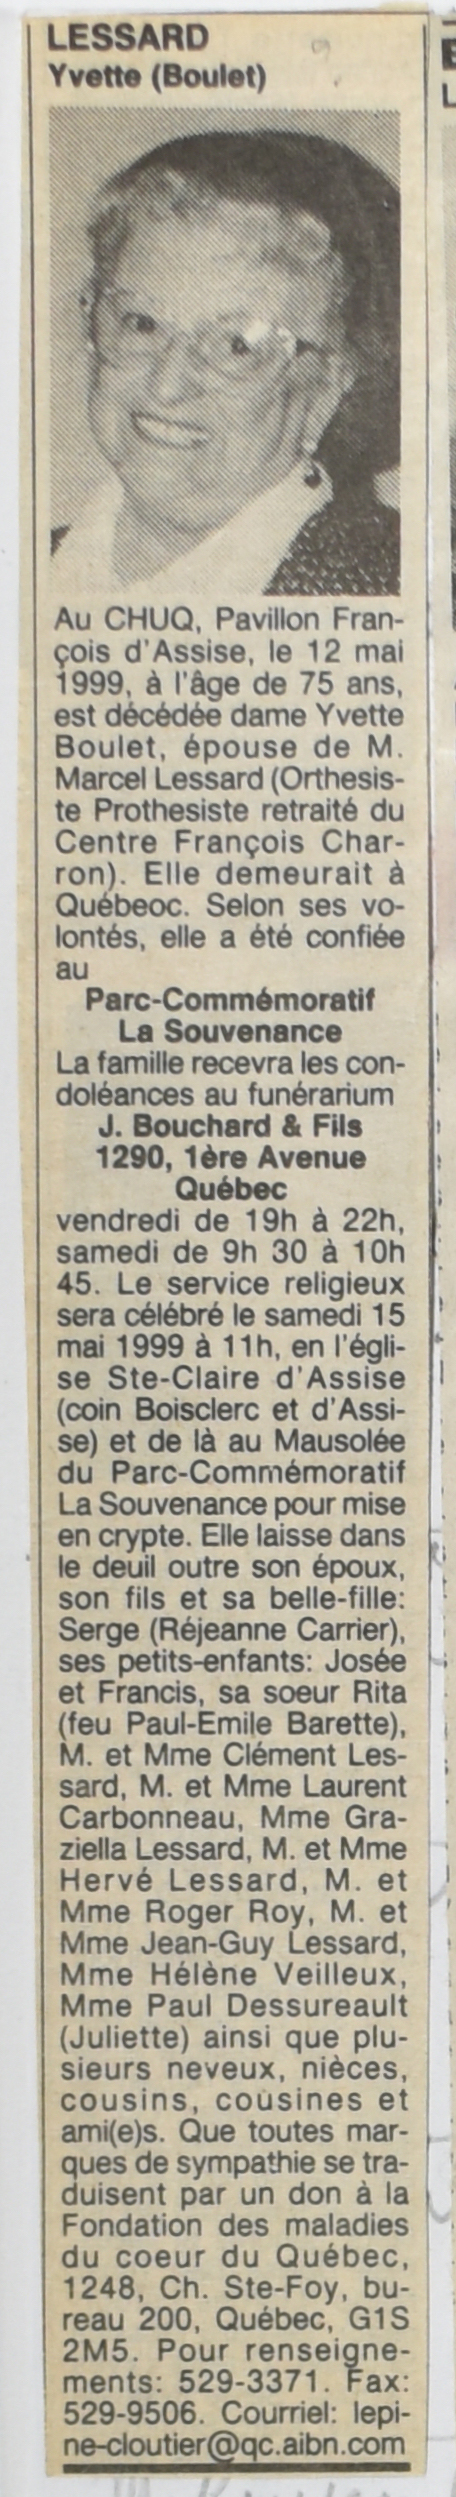 LESSARD
Yvette (Boulet)
Au CHUQ, Pavillon Fran-
çois d'Assise, le 12 mai
1999, à l'âge de 75 ans,
est décédée dame Yvette
Boulet, épouse de M.
Marcel Lessard (Orthesis-
te Prothesiste retraité du
Centre François Char-
ron). Elle demeurait à
Québeoc. Selon ses vo-
lontés, elle a été confiée
au
Parc-Commémoratif
La Souvenance
La famille recevra les con-
doléances au funérarium
J. Bouchard & Fils
1290, 1ère Avenue
Québec
vendredi de 19h à 22h,
samedi de 9h 30 à 10h
45. Le service religieux
sera célébré le samedi 15
mai 1999 à 11h, en l'égli-
se Ste-Claire d'Assise
(coin Boisclerc et d'Assi-
se) et de là au Mausolée
du Parc-Commémoratif
La Souvenance pour mise
en crypte. Elle laisse dans
le deuil outre son époux,
son fils et sa belle-fille:
Serge (Réjeanne Carrier),
ses petits-enfants: Josée
et Francis, sa soeur Rita
(feu Paul-Emile Barette),
M. et Mme Clément Les-
sard, M. et Mme Laurent
Carbonneau, Mme Gra-
ziella Lessard, M. et Mme
Hervé Lessard, M. et
Mme Roger Roy, M. et
Mme Jean-Guy Lessard,
Mme Hélène Veilleux,
Mme Paul Dessureault
(Juliette) ainsi que plu-
sieurs neveux, nièces,
cousins, cousines et
ami(e)s. Que toutes mar-
ques de sympathie se tra-
duisent par un don à la
Fondation des maladies
du coeur du Québec,
1248, Ch. Ste-Foy, bu-
reau 200, Québec, G1S
2M5. Pour renseigne-
ments: 529-3371. Fax:
529-9506. Courriel: lepi-
ne-cloutier@qc.aibn.com